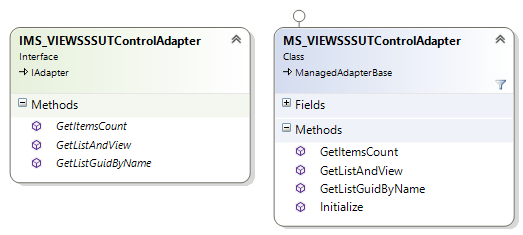 IMS_VIEWSSSUTControlAdapter
Interface
IAdapter
Methods
GetItemsCount
GetListAndView
GetListGuidByName
MS_VIEWSSSUTControlAdapter
Class
ManagedAdapterBase
Fields
Methods
GetItemsCount
GetListAndView
GetListGuidByName
Initialize